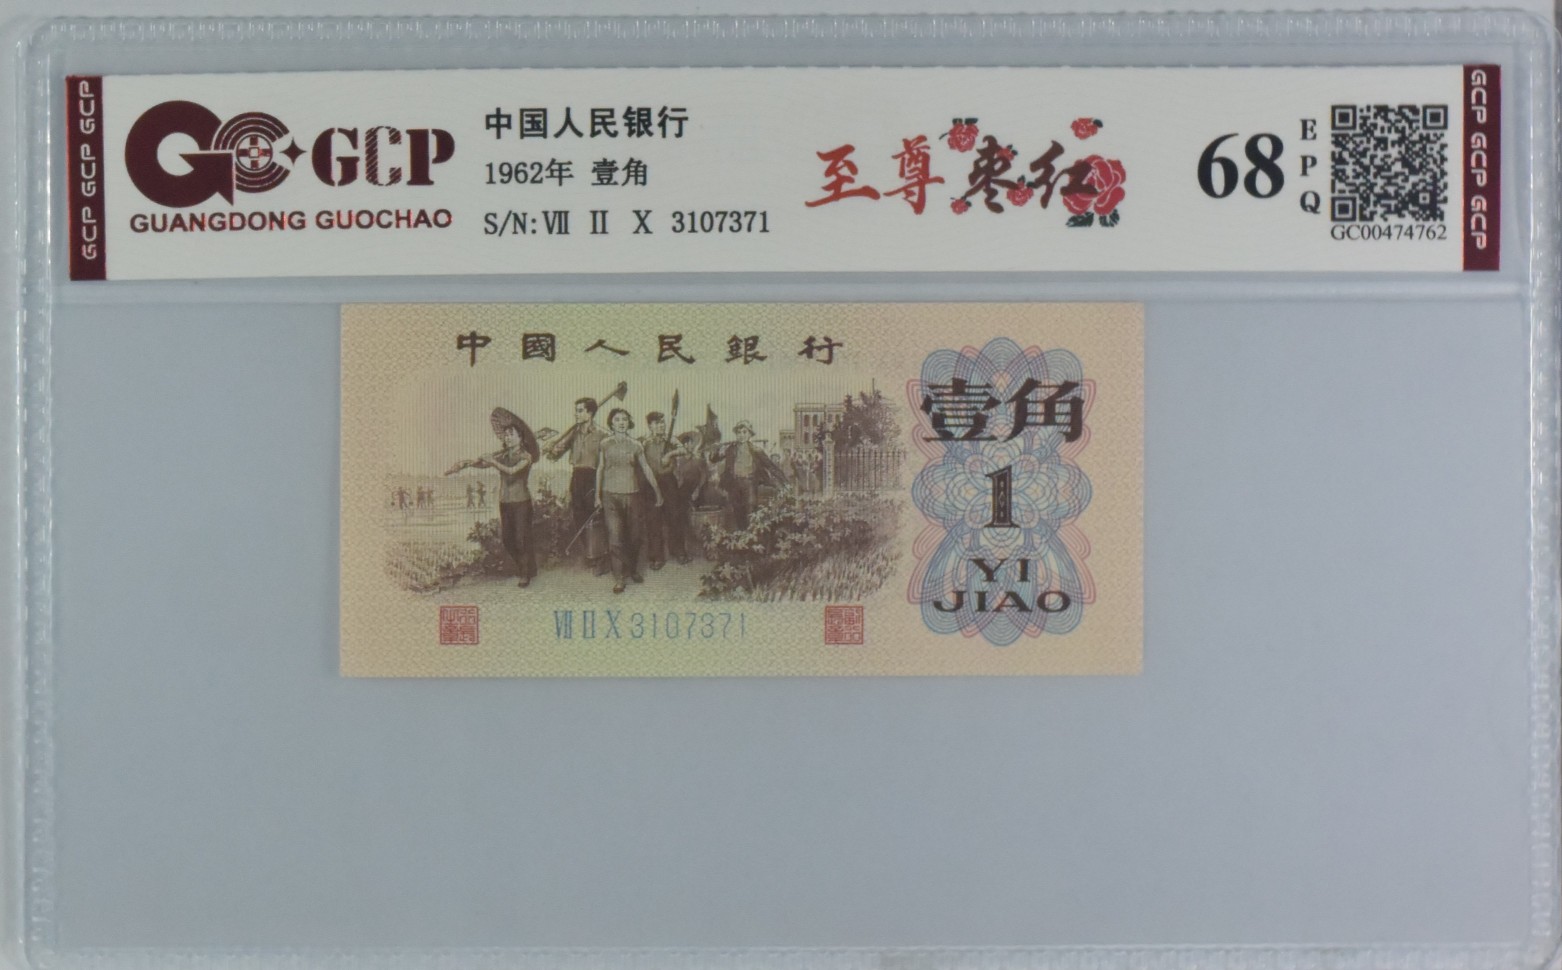 GCP GCP GCP
GCP
GUANGDONG GUOCHAO
中国人民银行
1962年 壹角
S/N:Ⅶ Ⅱ X 3107371
至尊枣红
68
EPQ
GC00474762
GCP GCP GCP
中國人民銀行
壹角
1
YI
JIAO
ⅦⅡX3107371